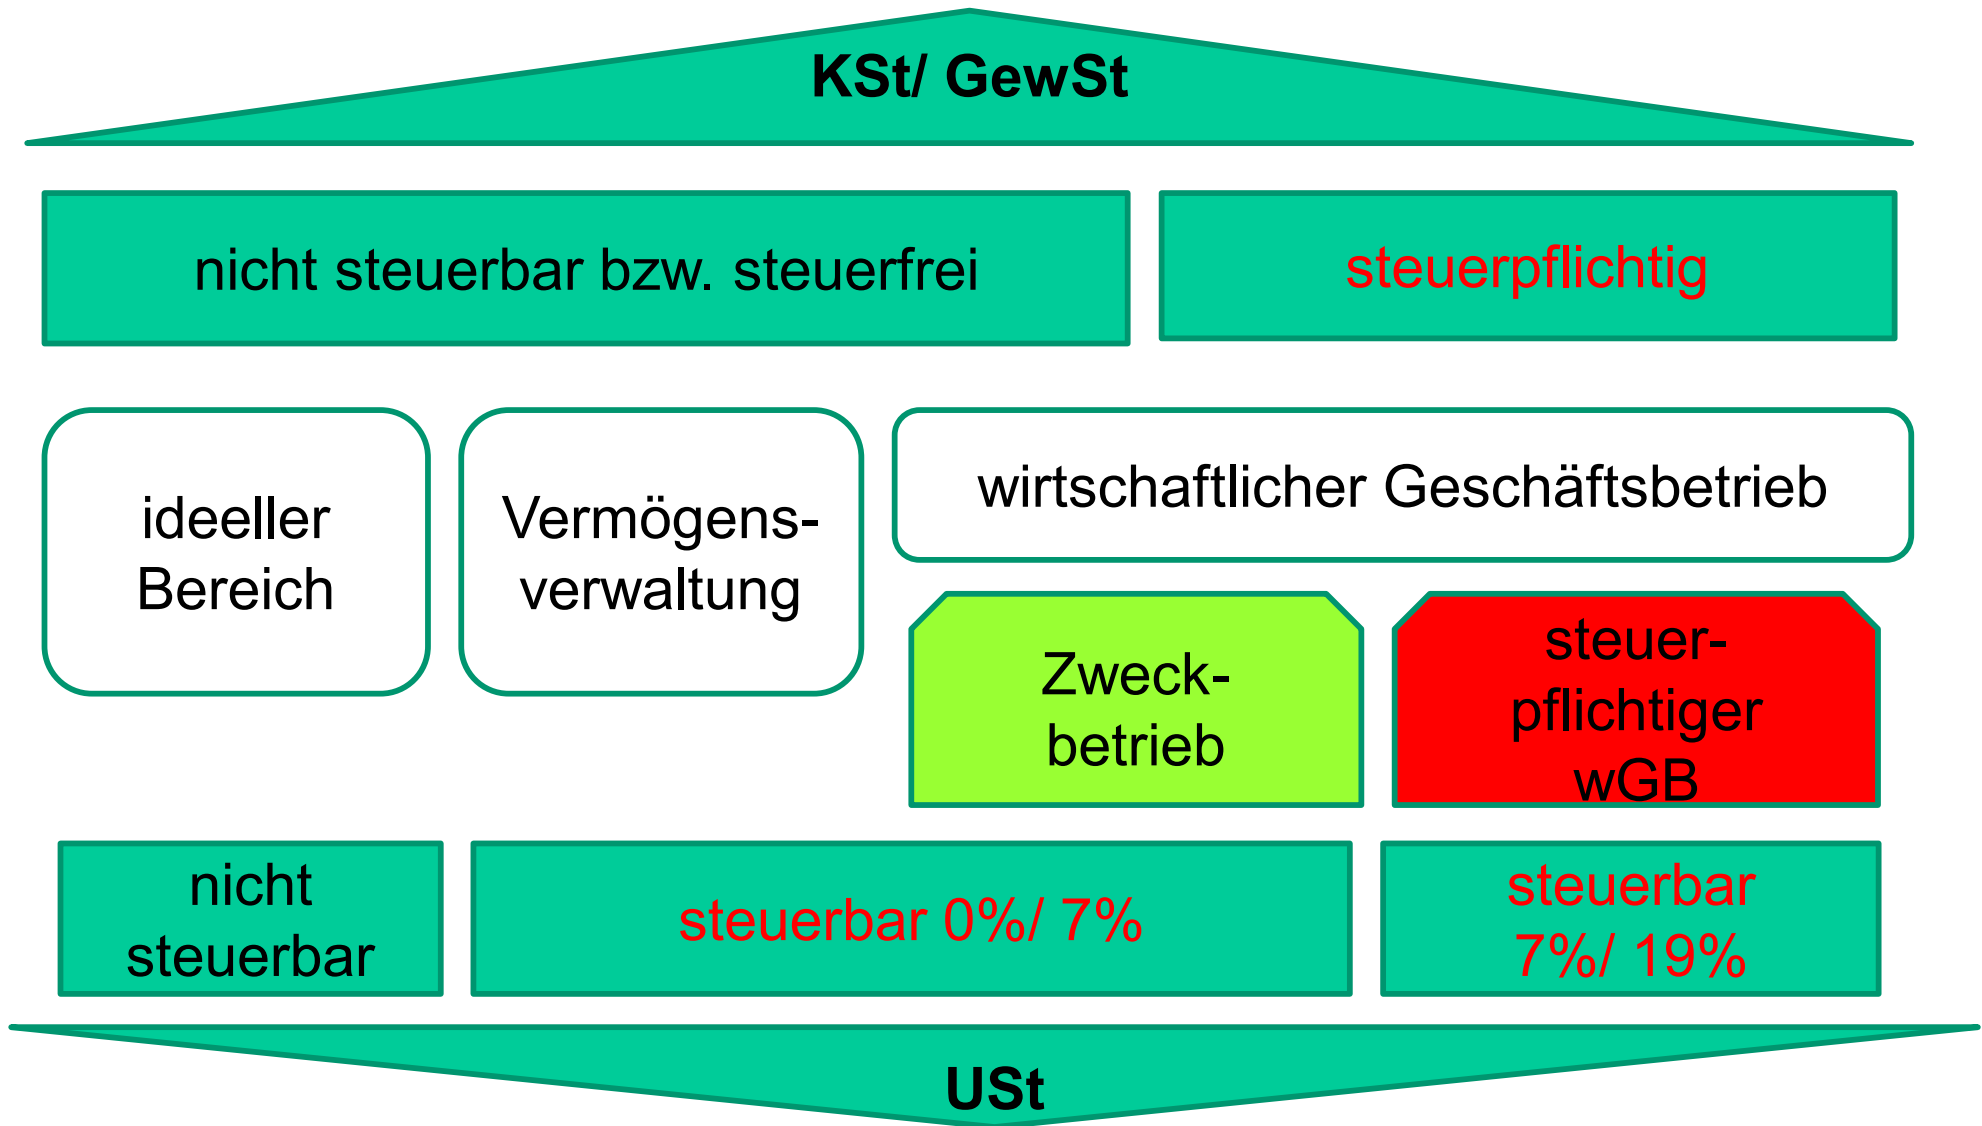 KSt/ GewSt
nicht steuerbar bzw. steuerfrei
steuerpflichtig
ideeller
Bereich
Vermögens-
verwaltung
wirtschaftlicher Geschäftsbetrieb
Zweck-
betrieb
steuer-
pflichtiger
wGB
nicht
steuerbar
steuerbar 0%/ 7%
steuerbar
7%/ 19%
USt